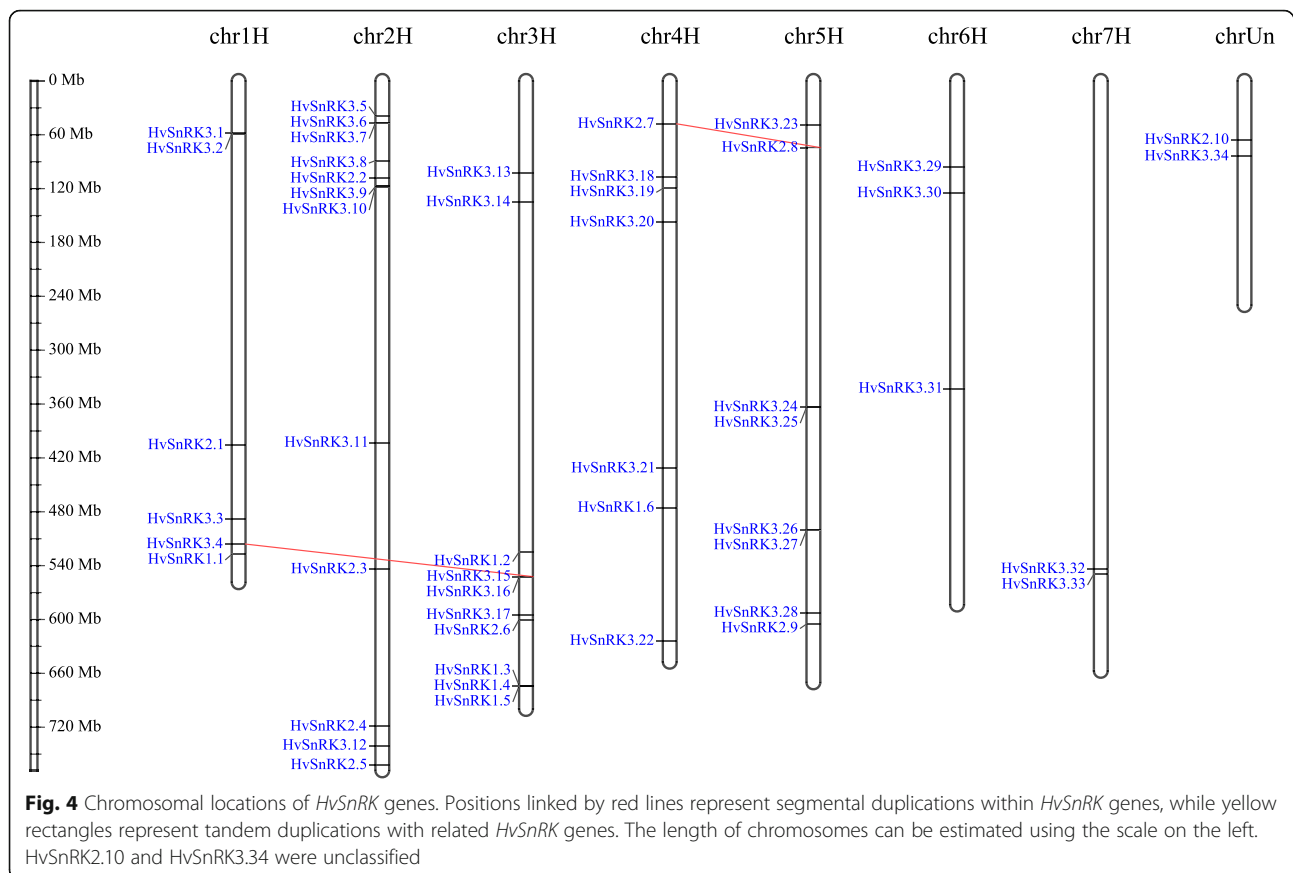 chr1H
chr2H
chr3H
chr4H
chr5H
chr6H
chr7H
chrUn
0 Mb
60 Mb
120 Mb
180 Mb
240 Mb
300 Mb
360 Mb
420 Mb
480 Mb
540 Mb
600 Mb
660 Mb
720 Mb
HvSnRK3.1
HvSnRK3.2
HvSnRK2.1
HvSnRK3.3
HvSnRK3.4
HvSnRK1.1
HvSnRK3.5
HvSnRK3.6
HvSnRK3.7
HvSnRK3.8
HvSnRK2.2
HvSnRK3.9
HvSnRK3.10
HvSnRK3.11
HvSnRK2.3
HvSnRK2.4
HvSnRK3.12
HvSnRK2.5
HvSnRK3.13
HvSnRK3.14
HvSnRK1.2
HvSnRK3.15
HvSnRK3.16
HvSnRK3.17
HvSnRK2.6
HvSnRK1.3
HvSnRK1.4
HvSnRK1.5
HvSnRK2.7
HvSnRK3.18
HvSnRK3.19
HvSnRK3.20
HvSnRK3.21
HvSnRK1.6
HvSnRK3.22
HvSnRK3.23
HvSnRK2.8
HvSnRK3.24
HvSnRK3.25
HvSnRK3.26
HvSnRK3.27
HvSnRK3.28
HvSnRK2.9
HvSnRK3.29
HvSnRK3.30
HvSnRK3.31
HvSnRK3.32
HvSnRK3.33
HvSnRK2.10
HvSnRK3.34
Fig. 4 Chromosomal locations of HvSnRK genes. Positions linked by red lines represent segmental duplications within HvSnRK genes, while yellow
rectangles represent tandem duplications with related HvSnRK genes. The length of chromosomes can be estimated using the scale on the left.
HvSnRK2.10 and HvSnRK3.34 were unclassified